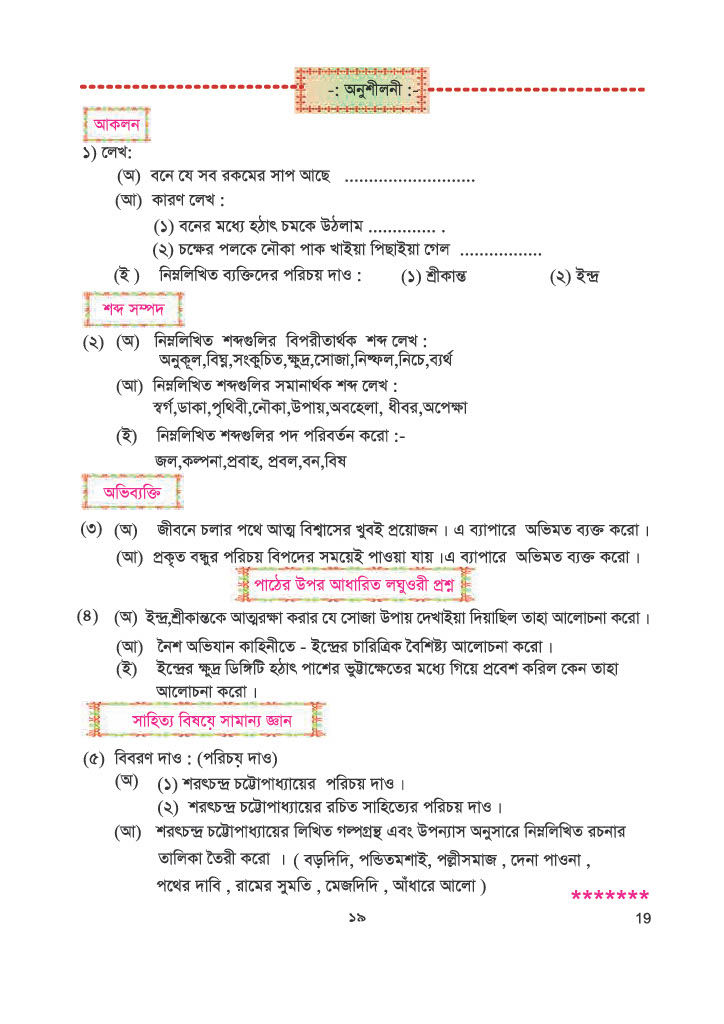 -: অনুশীলনী :-
আকলন
১) লেখ:
(অ) বনে যে সব রকমের সাপ আছে ...........................
(আ) কারণ লেখ :
(১) বনের মধ্যে হঠাৎ চমকে উঠলাম .............. .
(২) চক্ষের পলকে নৌকা পাক খাইয়া পিছাইয়া গেল .................
(ই ) নিম্নলিখিত ব্যক্তিদের পরিচয় দাও : (১) শ্রীকান্ত (২) ইন্দ্র
শব্দ সম্পদ
(২) (অ) নিম্নলিখিত শব্দগুলির বিপরীতার্থক শব্দ লেখ :
অনুকূল,বিঘ্ন,সংকুচিত,ক্ষুদ্র,সোজা,নিষ্ফল,নিচে,ব্যর্থ
(আ) নিম্নলিখিত শব্দগুলির সমানার্থক শব্দ লেখ :
স্বর্গ,ডাকা,পৃথিবী,নৌকা,উপায়,অবহেলা, ধীবর,অপেক্ষা
(ই) নিম্নলিখিত শব্দগুলির পদ পরিবর্তন করো :-
জল,কল্পনা,প্রবাহ, প্রবল,বন,বিষ
অভিব্যক্তি
(৩) (অ) জীবনে চলার পথে আত্ম বিশ্বাসের খুবই প্রয়োজন । এ ব্যাপারে অভিমত ব্যক্ত করো ।
(আ) প্রকৃত বন্ধুর পরিচয় বিপদের সময়েই পাওয়া যায় ।এ ব্যাপারে অভিমত ব্যক্ত করো ।
পাঠের উপর আধারিত লঘুওরী প্রশ্ন
(৪) (অ) ইন্দ্র,শ্রীকান্তকে আত্মরক্ষা করার যে সোজা উপায় দেখাইয়া দিয়াছিল তাহা আলোচনা করো ।
(আ) নৈশ অভিযান কাহিনীতে - ইন্দ্রের চারিত্রিক বৈশিষ্ট্য আলোচনা করো ।
(ই) ইন্দ্রের ক্ষুদ্র ডিঙ্গিটি হঠাৎ পাশের ভুট্টাক্ষেতের মধ্যে গিয়ে প্রবেশ করিল কেন তাহা
আলোচনা করো ।
সাহিত্য বিষয়ে সামান্য জ্ঞান
(৫) বিবরণ দাও : (পরিচয় দাও)
(অ) (১) শরৎচন্দ্র চট্টোপাধ্যায়ের পরিচয় দাও ।
(২) শরৎচন্দ্র চট্টোপাধ্যায়ের রচিত সাহিত্যের পরিচয় দাও ।
(আ) শরৎচন্দ্র চট্টোপাধ্যায়ের লিখিত গল্পগ্রন্থ এবং উপন্যাস অনুসারে নিম্নলিখিত রচনার
তালিকা তৈরী করো । ( বড়দিদি, পন্ডিতমশাই, পল্লীসমাজ , দেনা পাওনা ,
পথের দাবি , রামের সুমতি , মেজদিদি , আঁধারে আলো )
*******
১৯ 19